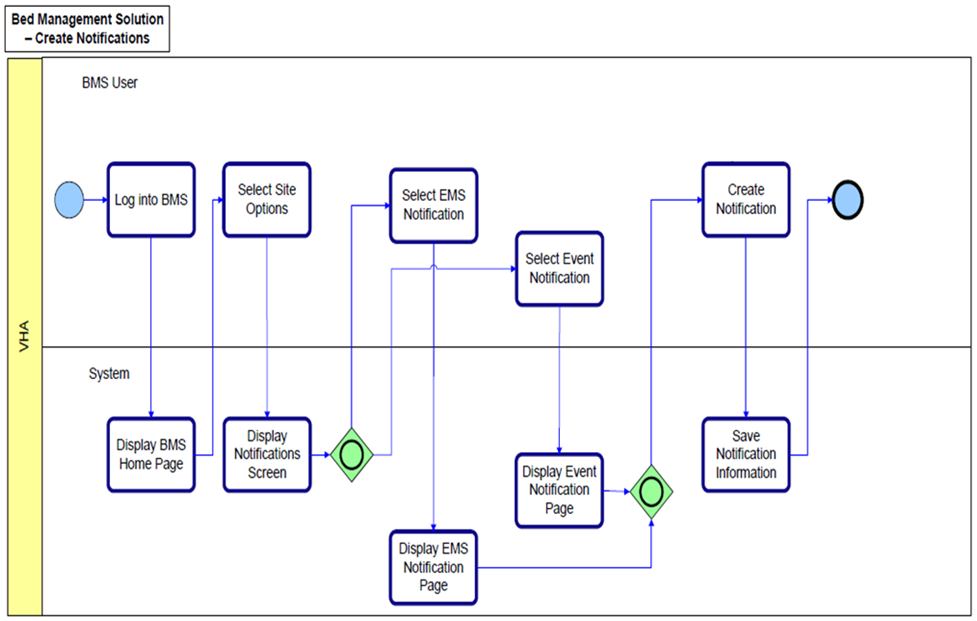 Bed Management Solution
– Create Notifications
VHA
BMS User
Log into BMS
Select Site
Options
Select EMS
Notification
Select Event
Notification
Create
Notification
System
Display BMS
Home Page
Display
Notifications
Screen
Display EMS
Notification
Page
Display Event
Notification
Page
Save
Notification
Information